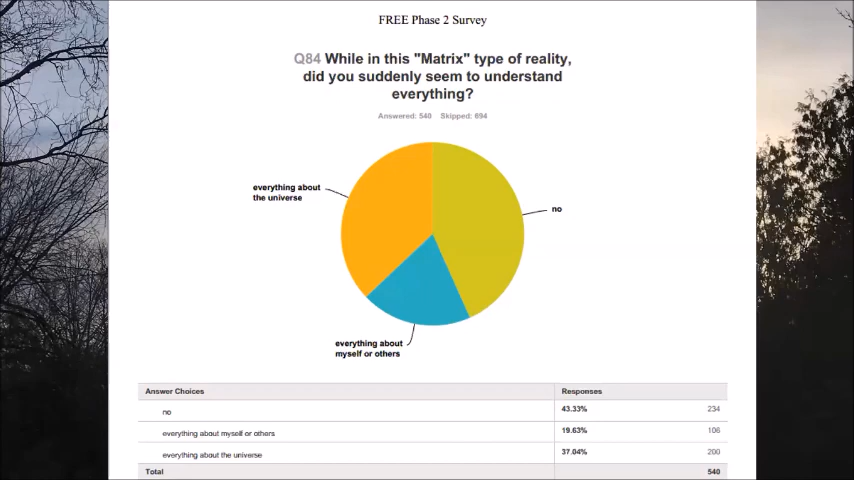 FREE Phase 2 Survey
Q84 While in this "Matrix" type of reality,
did you suddenly seem to understand
everything?
Answered: 540 Skipped: 694
everything about
the universe
no
everything about
myself or others
Answer Choices Responses
no 43.33% 234
everything about myself or others 19.63% 106
everything about the universe 37.04% 200
Total 540